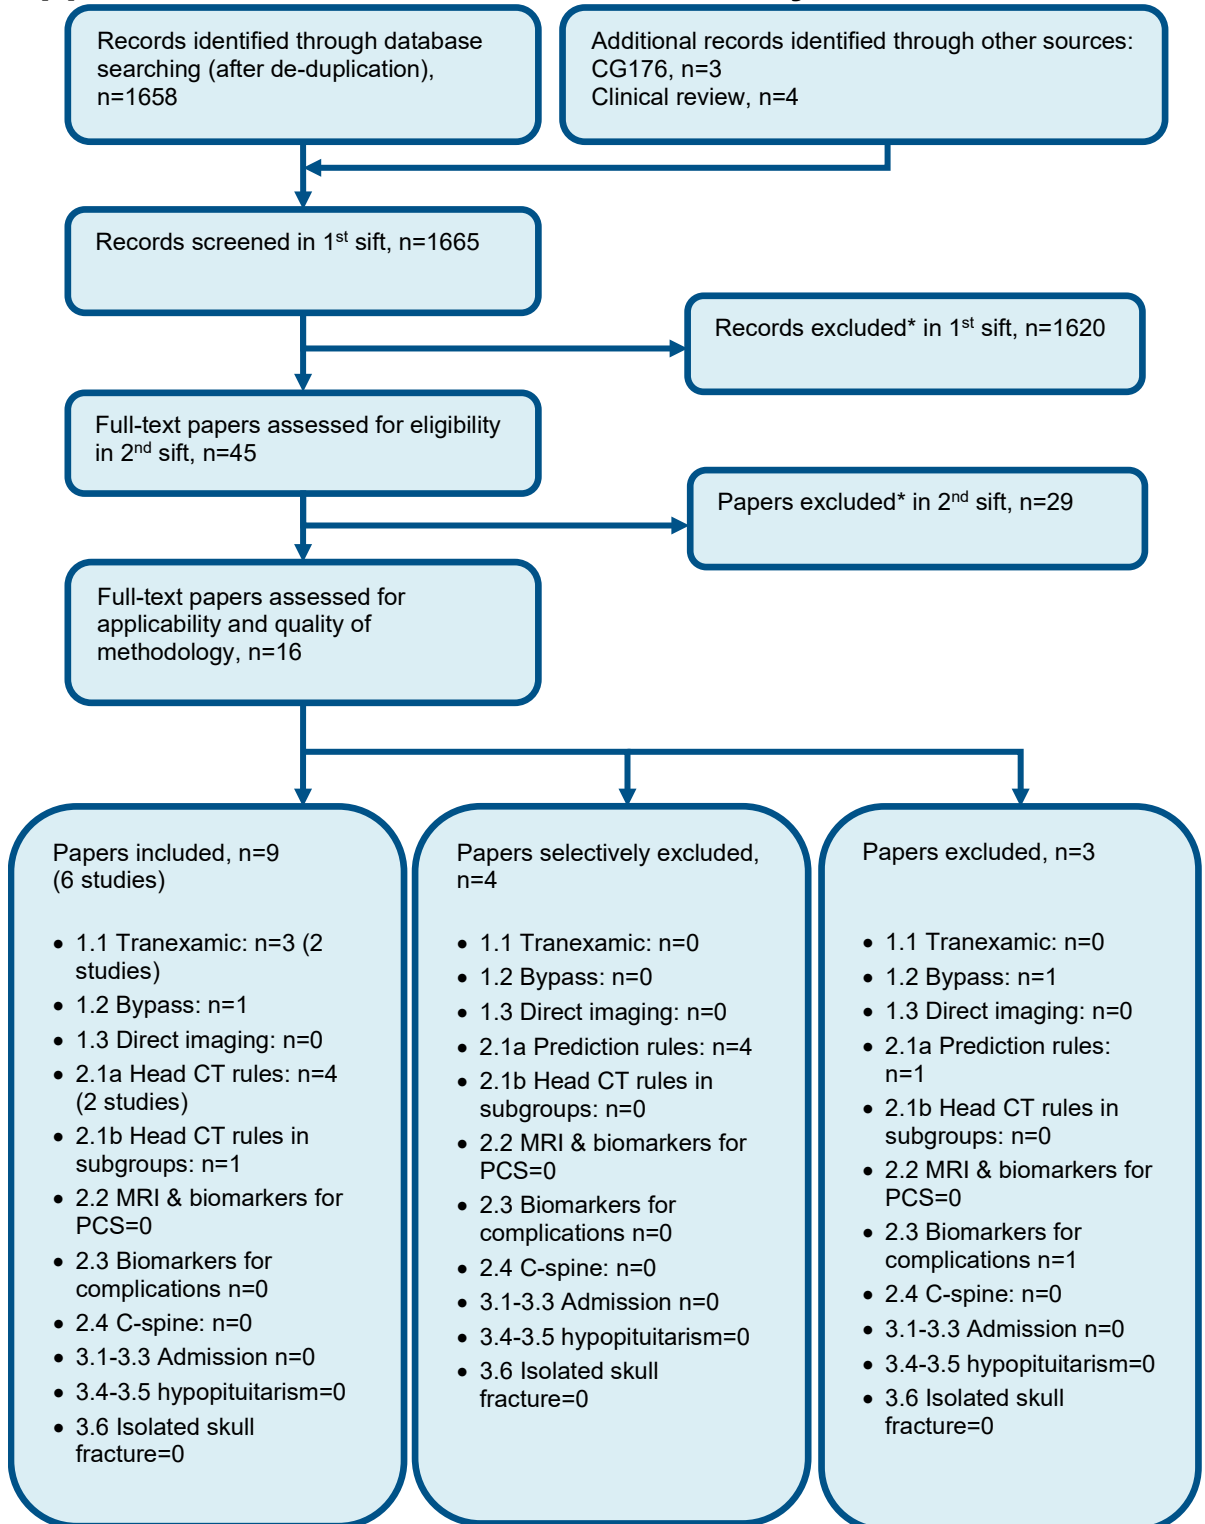 Records identified through database
searching (after de-duplication),
n=1658
Additional records identified through other sources:
CG176, n=3
Clinical review, n=4
Records screened in 1st sift, n=1665
Records excluded* in 1st sift, n=1620
Full-text papers assessed for eligibility
in 2nd sift, n=45
Papers excluded* in 2nd sift, n=29
Full-text papers assessed for
applicability and quality of
methodology, n=16
Papers included, n=9
(6 studies)
• 1.1 Tranexamic: n=3 (2
studies)
• 1.2 Bypass: n=1
• 1.3 Direct imaging: n=0
• 2.1a Head CT rules: n=4
(2 studies)
• 2.1b Head CT rules in
subgroups: n=1
• 2.2 MRI & biomarkers for
PCS=0
• 2.3 Biomarkers for
complications n=0
• 2.4 C-spine: n=0
• 3.1-3.3 Admission n=0
• 3.4-3.5 hypopituitarism=0
• 3.6 Isolated skull
fracture=0
Papers selectively excluded,
n=4
• 1.1 Tranexamic: n=0
• 1.2 Bypass: n=0
• 1.3 Direct imaging: n=0
• 2.1a Prediction rules: n=4
• 2.1b Head CT rules in
subgroups: n=0
• 2.2 MRI & biomarkers for
PCS=0
• 2.3 Biomarkers for
complications n=0
• 2.4 C-spine: n=0
• 3.1-3.3 Admission n=0
• 3.4-3.5 hypopituitarism=0
• 3.6 Isolated skull
fracture=0
Papers excluded, n=3
• 1.1 Tranexamic: n=0
• 1.2 Bypass: n=1
• 1.3 Direct imaging: n=0
• 2.1a Prediction rules:
n=1
• 2.1b Head CT rules in
subgroups: n=0
• 2.2 MRI & biomarkers for
PCS=0
• 2.3 Biomarkers for
complications n=1
• 2.4 C-spine: n=0
• 3.1-3.3 Admission n=0
• 3.4-3.5 hypopituitarism=0
• 3.6 Isolated skull
fracture=0